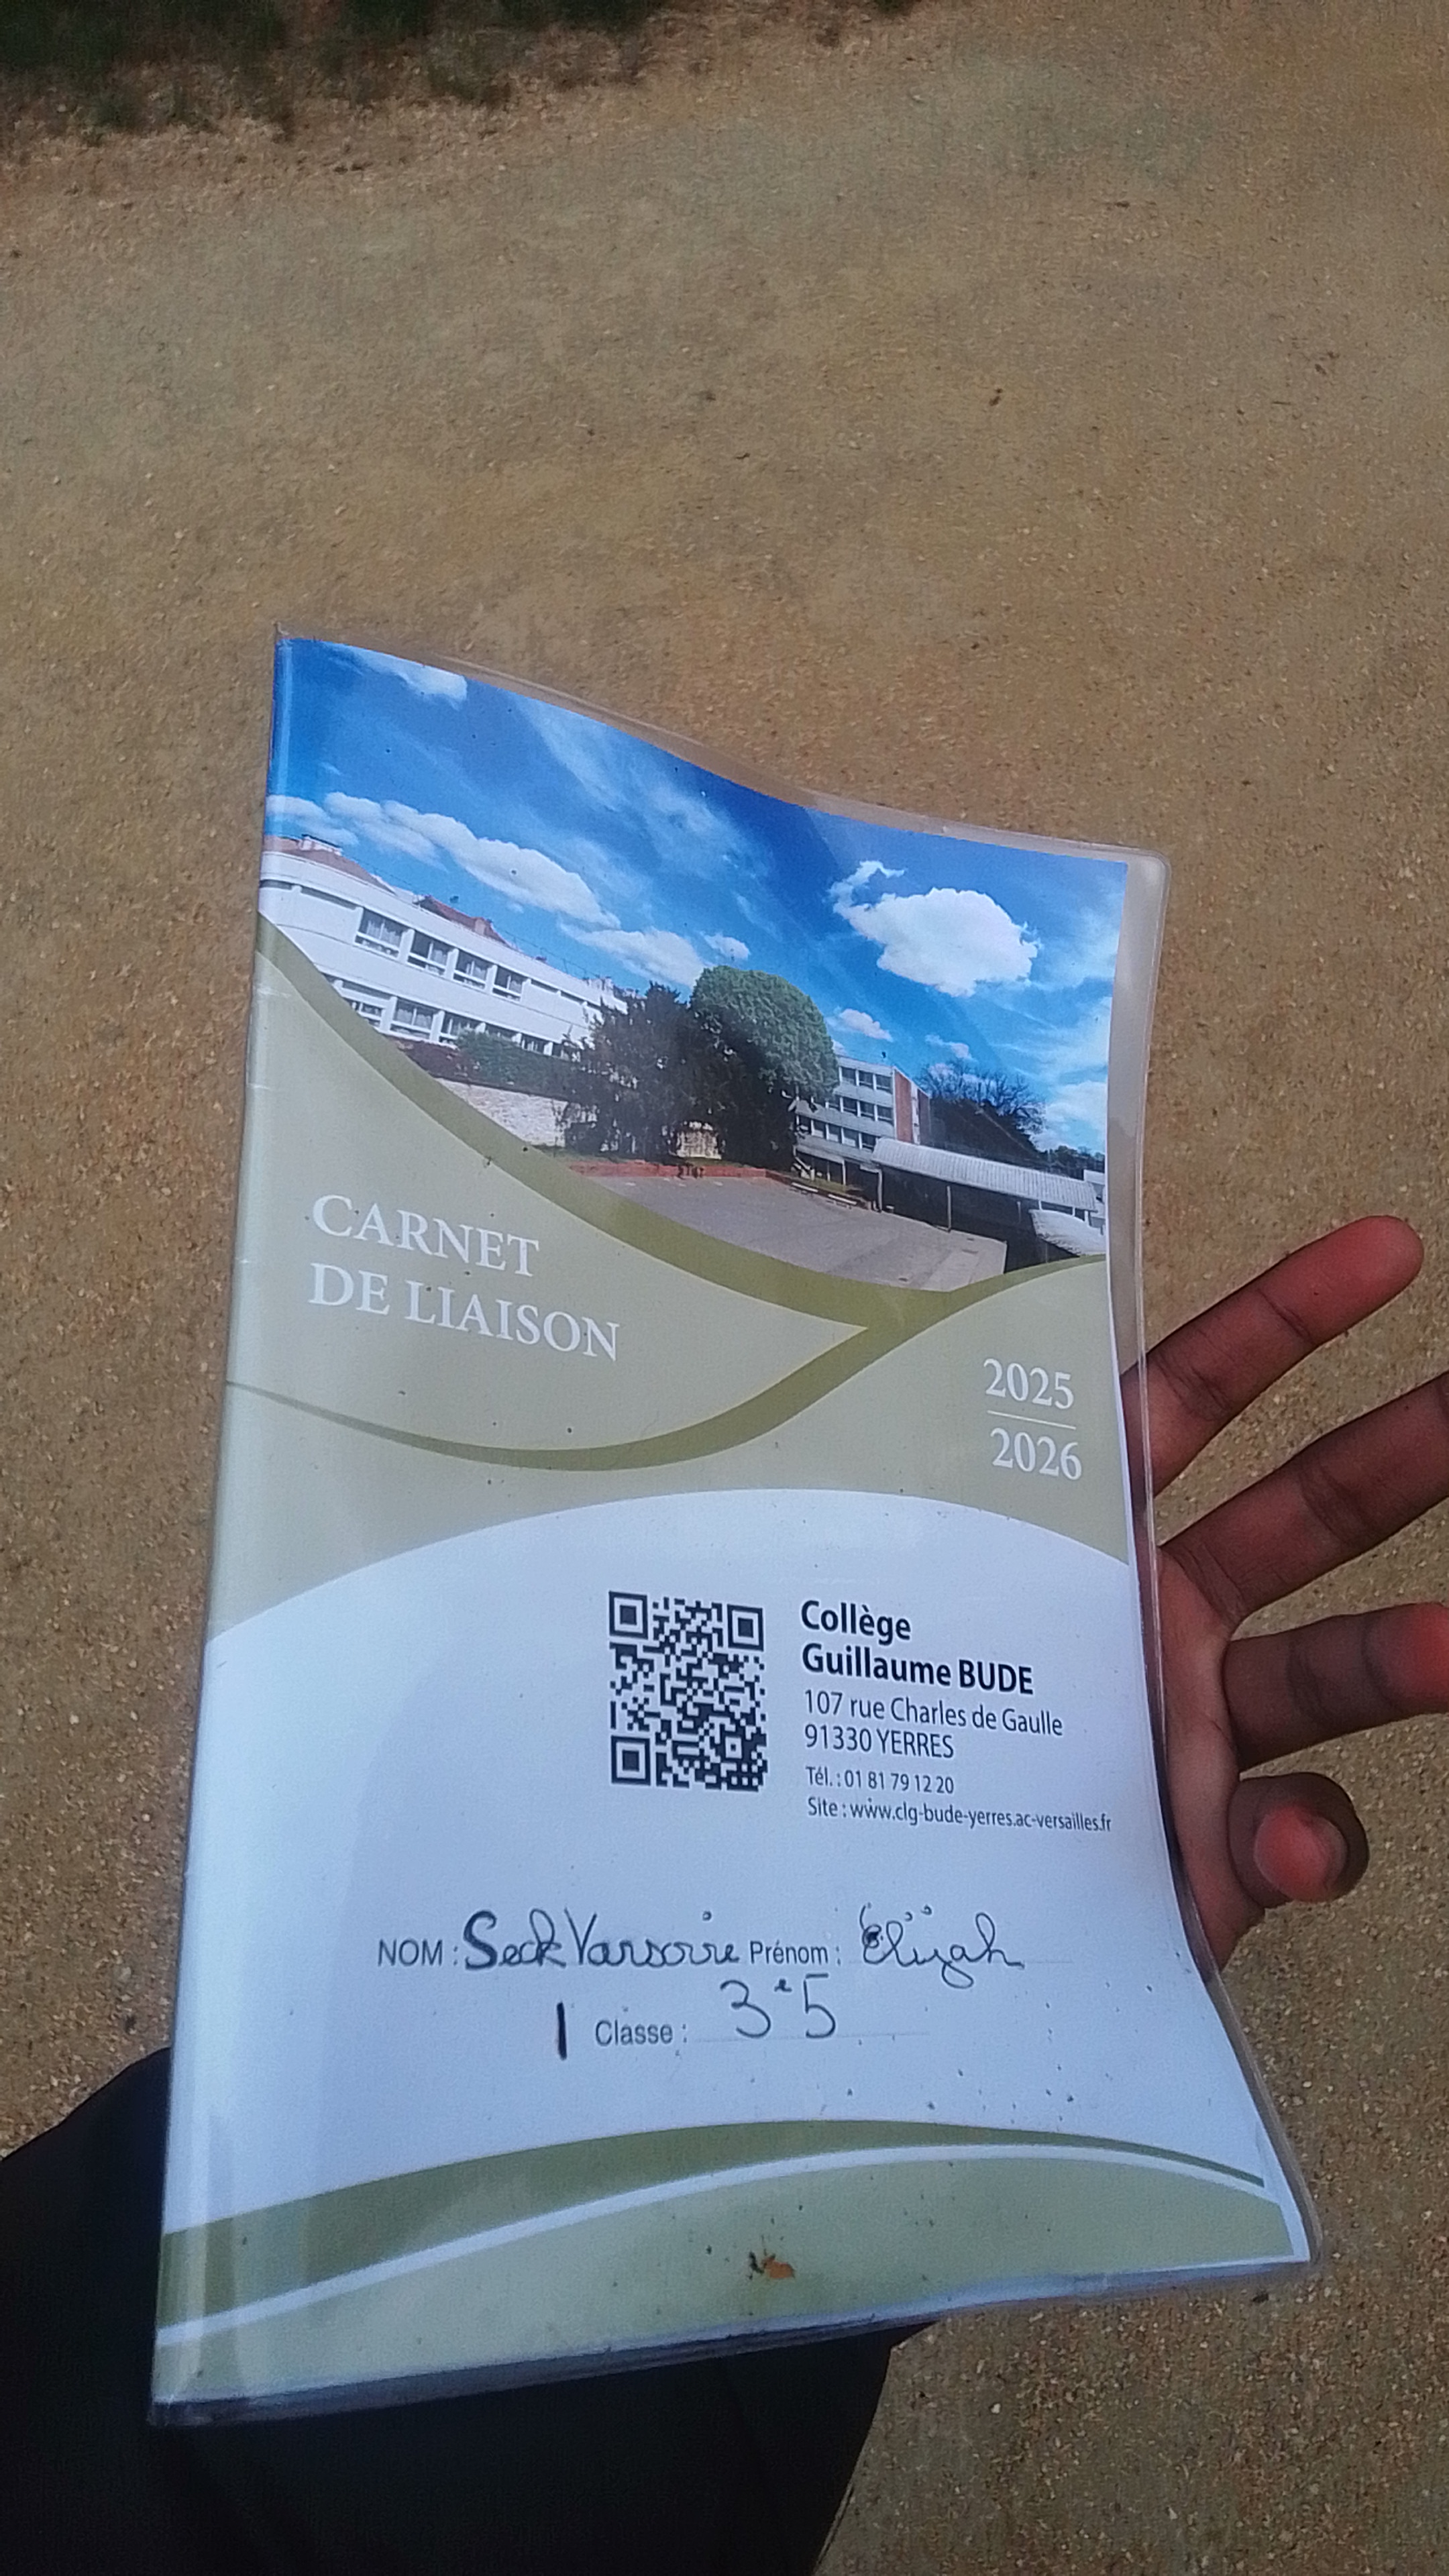 CARNET
DE LIAISON
2025
2026
Collège
Guillaume BUDE
107 rue Charles de Gaulle
91330 YERRES
Tél. : 01 81 79 12 20
Site : www.clg-bude-yerres.ac-versailles.fr
NOM : Seck Varsovie Prénom : Elijah
Classe : 3e5